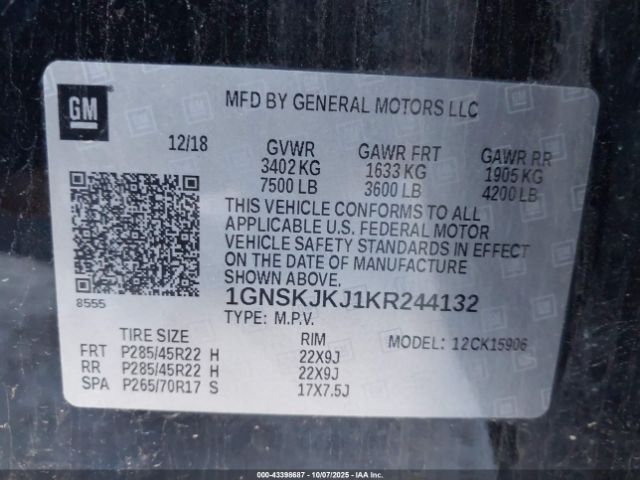 GM
MFD BY GENERAL MOTORS LLC
12/18 GVWR GAWR FRT GAWR RR
3402 KG 1633 KG 1905 KG
7500 LB 3600 LB 4200 LB
THIS VEHICLE CONFORMS TO ALL
APPLICABLE U.S. FEDERAL MOTOR
VEHICLE SAFETY STANDARDS IN EFFECT
ON THE DATE OF MANUFACTURE
SHOWN ABOVE.
8555
1GNSKJKJ1KR244132
TYPE: M.P.V.
MODEL: 12CK15906
TIRE SIZE RIM
FRT P285/45R22 H 22X9J
RR P285/45R22 H 22X9J
SPA P265/70R17 S 17X7.5J
000-43398687 - 10/07/2025 - IAA, Inc.